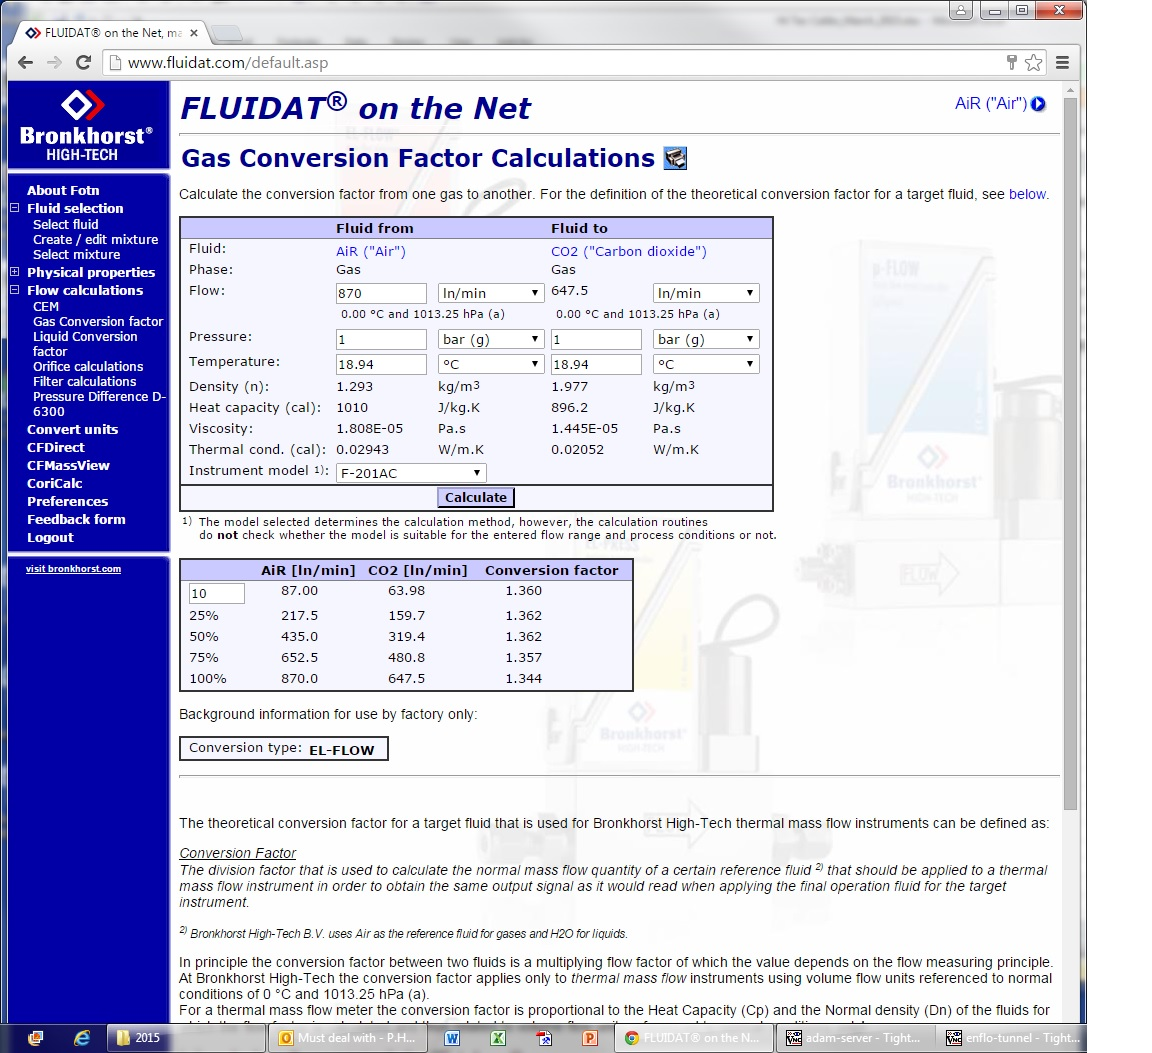 FLUIDAT® on the Net, ma
www.fluidat.com/default.asp
Bronkhorst®
HIGH-TECH
About Fotn
Fluid selection
Select fluid
Create / edit mixture
Select mixture
Physical properties
Flow calculations
CEM
Gas Conversion factor
Liquid Conversion
factor
Orifice calculations
Filter calculations
Pressure Difference D-
6300
Convert units
CFDirect
CFMassView
CoriCalc
Preferences
Feedback form
Logout
visit bronkhorst.com
FLUIDAT® on the Net
AiR ("Air")
Gas Conversion Factor Calculations
Calculate the conversion factor from one gas to another. For the definition of the theoretical conversion factor for a target fluid, see below.
Fluid from Fluid to
Fluid: AiR ("Air") CO2 ("Carbon dioxide")
Phase: Gas Gas
Flow: 870 ln/min 647.5 ln/min
0.00 °C and 1013.25 hPa (a) 0.00 °C and 1013.25 hPa (a)
Pressure: 1 bar (g) 1 bar (g)
Temperature: 18.94 °C 18.94 °C
Density (n): 1.293 kg/m3 1.977 kg/m3
Heat capacity (cal): 1010 J/kg.K 896.2 J/kg.K
Viscosity: 1.808E-05 Pa.s 1.445E-05 Pa.s
Thermal cond. (cal): 0.02943 W/m.K 0.02052 W/m.K
Instrument model 1): F-201AC
Calculate
1) The model selected determines the calculation method, however, the calculation routines
do not check whether the model is suitable for the entered flow range and process conditions or not.
AiR [ln/min] CO2 [ln/min] Conversion factor
10 87.00 63.98 1.360
25% 217.5 159.7 1.362
50% 435.0 319.4 1.362
75% 652.5 480.8 1.357
100% 870.0 647.5 1.344
Background information for use by factory only:
Conversion type: EL-FLOW
The theoretical conversion factor for a target fluid that is used for Bronkhorst High-Tech thermal mass flow instruments can be defined as:
Conversion Factor
The division factor that is used to calculate the normal mass flow quantity of a certain reference fluid 2) that should be applied to a thermal
mass flow instrument in order to obtain the same output signal as it would read when applying the final operation fluid for the target
instrument.
2) Bronkhorst High-Tech B.V. uses Air as the reference fluid for gases and H2O for liquids.
In principle the conversion factor between two fluids is a multiplying flow factor of which the value depends on the flow measuring principle.
At Bronkhorst High-Tech the conversion factor applies only to thermal mass flow instruments using volume flow units referenced to normal
conditions of 0 °C and 1013.25 hPa (a).
For a thermal mass flow meter the conversion factor is proportional to the Heat Capacity (Cp) and the Normal density (Dn) of the fluids for
μ-FLOW
Bronkhorst®
HIGH-TECH
FLOW
Bronkhorst®
HIGH-TECH
2015
Must deal with - P.H...
FLUIDAT® on the N...
adam-server - Tight...
enflo-tunnel - Tight...